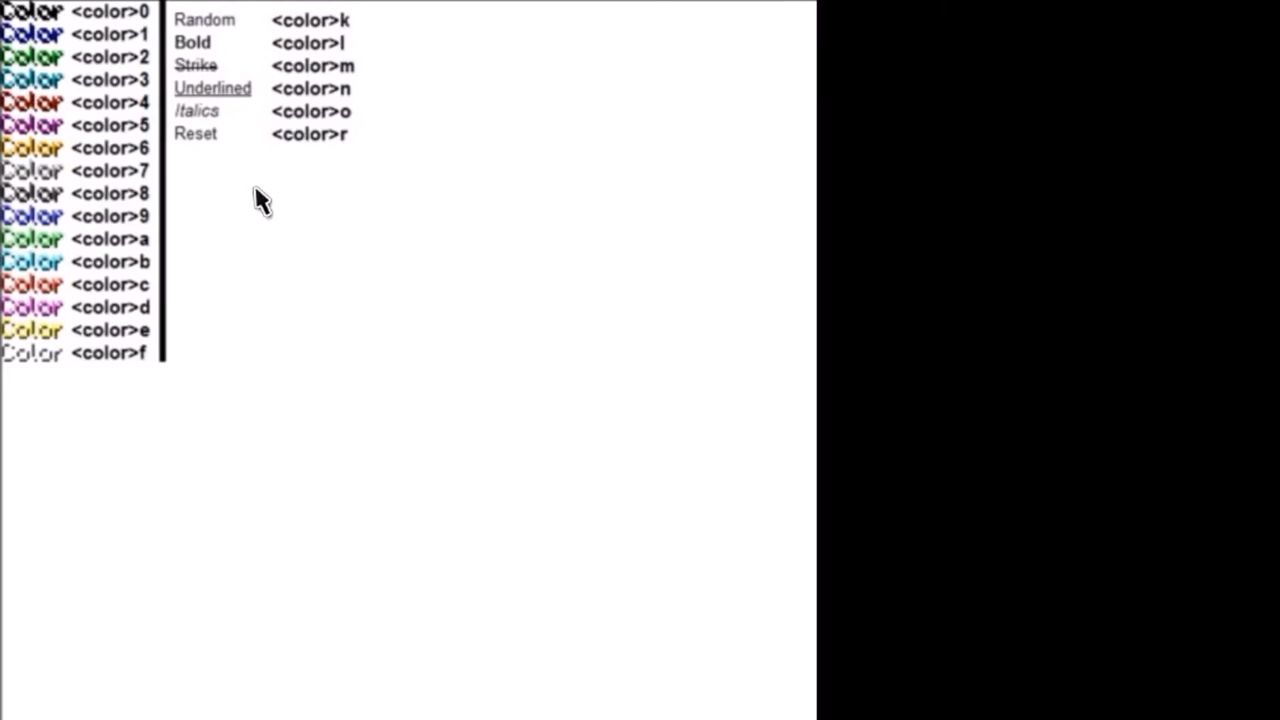 Color <color>0
Color <color>1
Color <color>2
Color <color>3
Color <color>4
Color <color>5
Color <color>6
Color <color>7
Color <color>8
Color <color>9
Color <color>a
Color <color>b
Color <color>c
Color <color>d
Color <color>e
Color <color>f
Random <color>k
Bold <color>l
Strike <color>m
Underlined <color>n
Italics <color>o
Reset <color>r